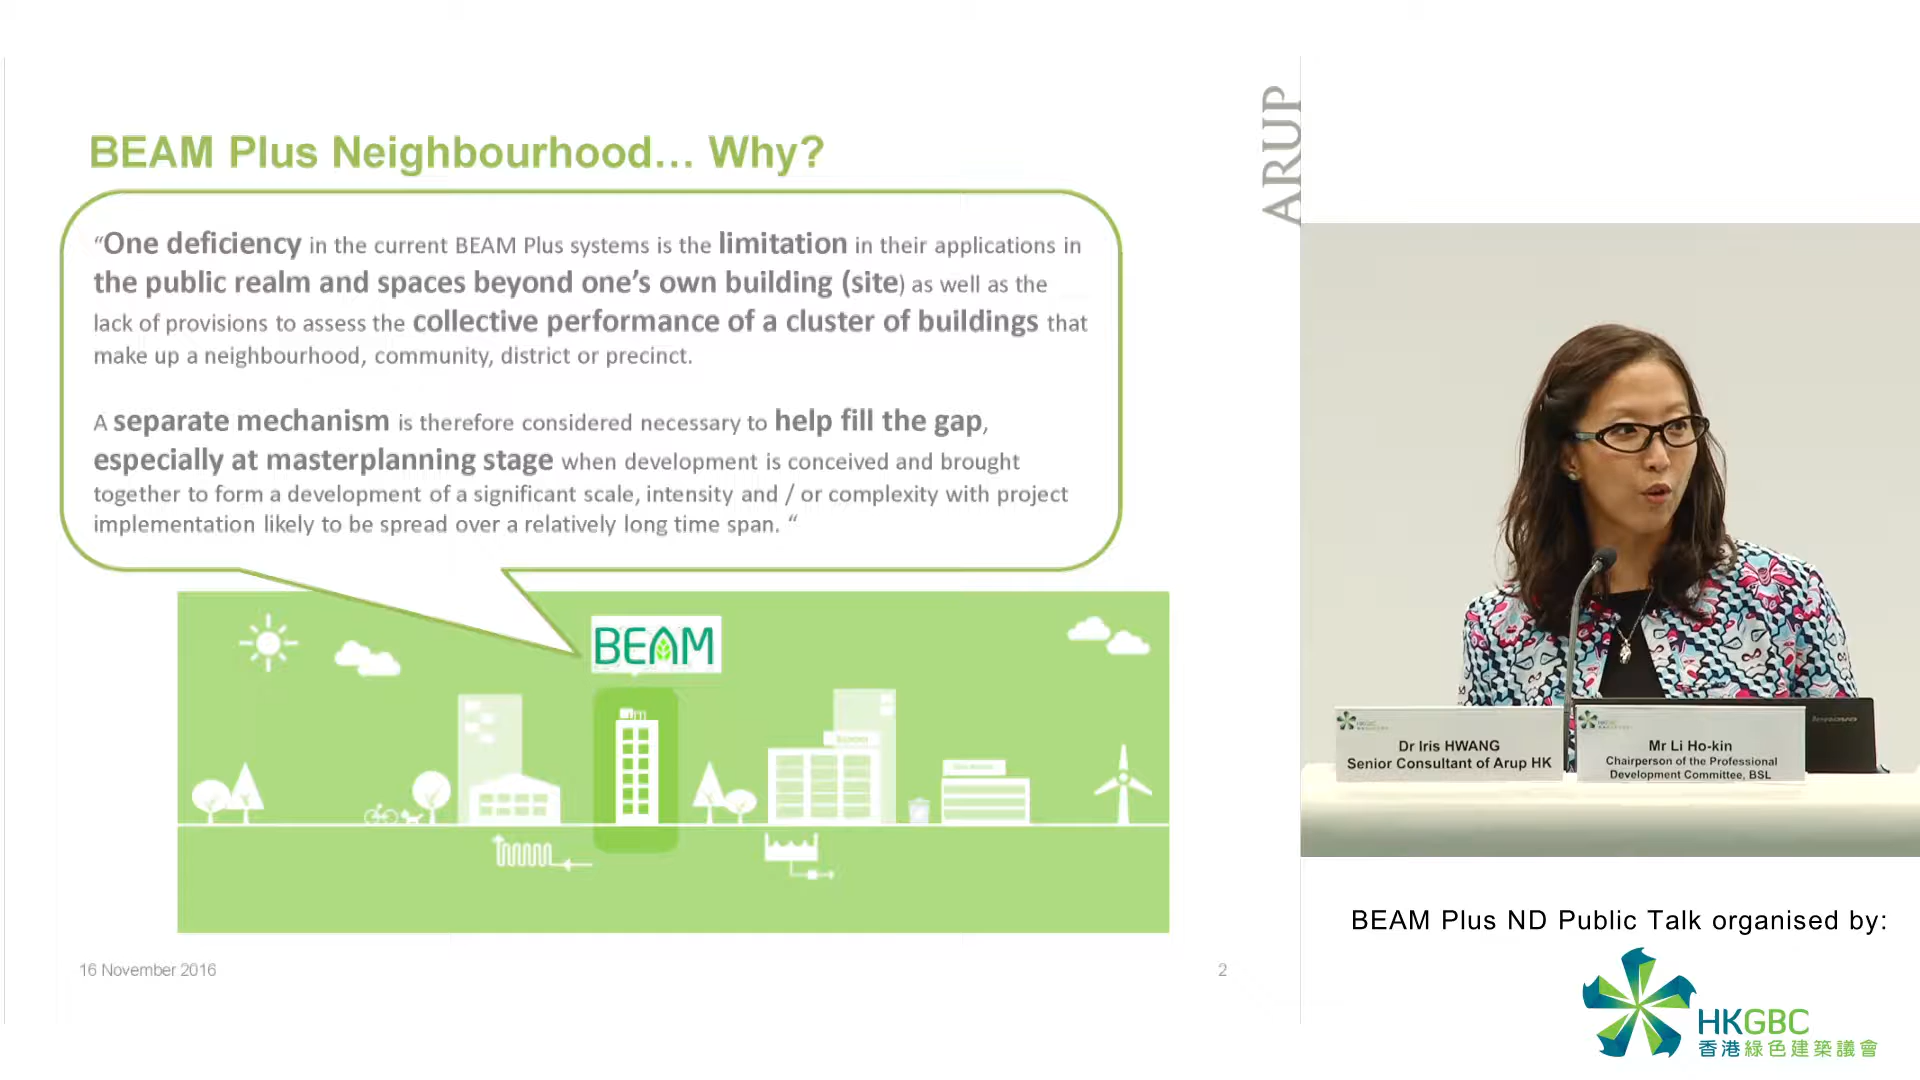 BEAM Plus Neighbourhood... Why?
ARUP
“One deficiency in the current BEAM Plus systems is the limitation in their applications in
the public realm and spaces beyond one’s own building (site) as well as the
lack of provisions to assess the collective performance of a cluster of buildings that
make up a neighbourhood, community, district or precinct.
A separate mechanism is therefore considered necessary to help fill the gap,
especially at masterplanning stage when development is conceived and brought
together to form a development of a significant scale, intensity and / or complexity with project
implementation likely to be spread over a relatively long time span. “
BEAM
16 November 2016
2
HKGBC
Dr Iris HWANG
Senior Consultant of Arup HK
HKGBC
Mr Li Ho-kin
Chairperson of the Professional
Development Committee, BSL
lenovo
BEAM Plus ND Public Talk organised by:
HKGBC
香港綠色建築議會